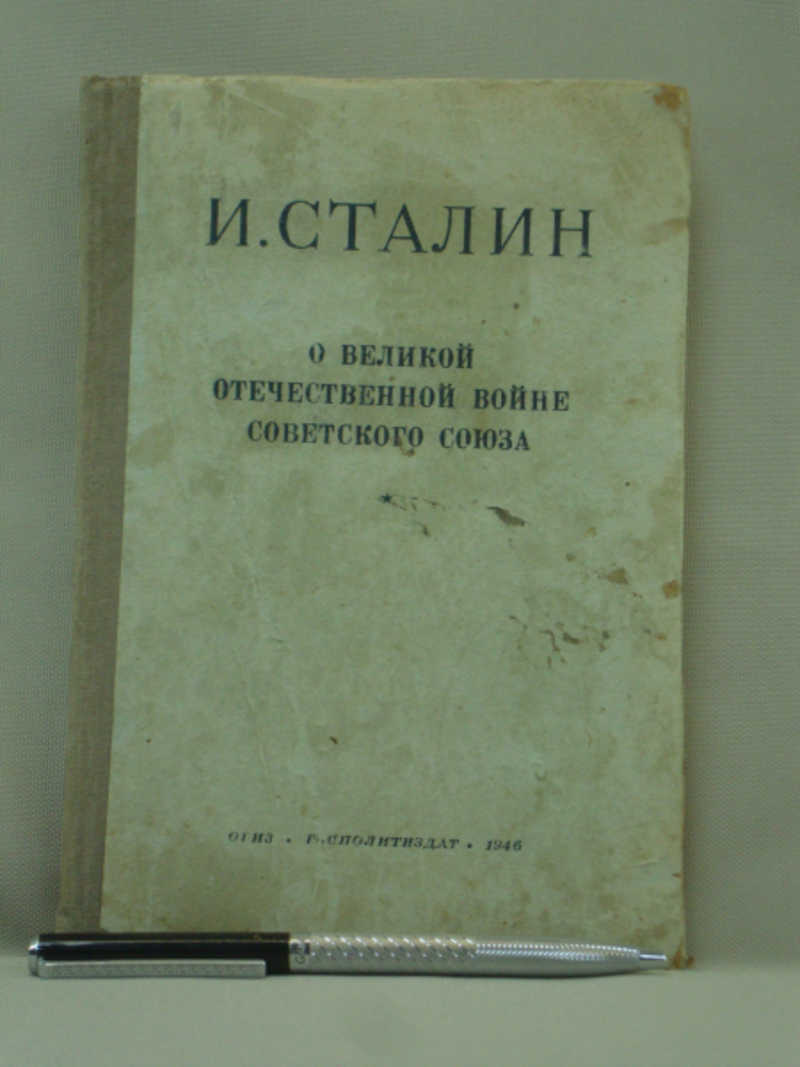 И. СТАЛИН
О ВЕЛИКОЙ
ОТЕЧЕСТВЕННОЙ ВОЙНЕ
СОВЕТСКОГО СОЮЗА
ОГИЗ • ГОСПОЛИТИЗДАТ • 1946